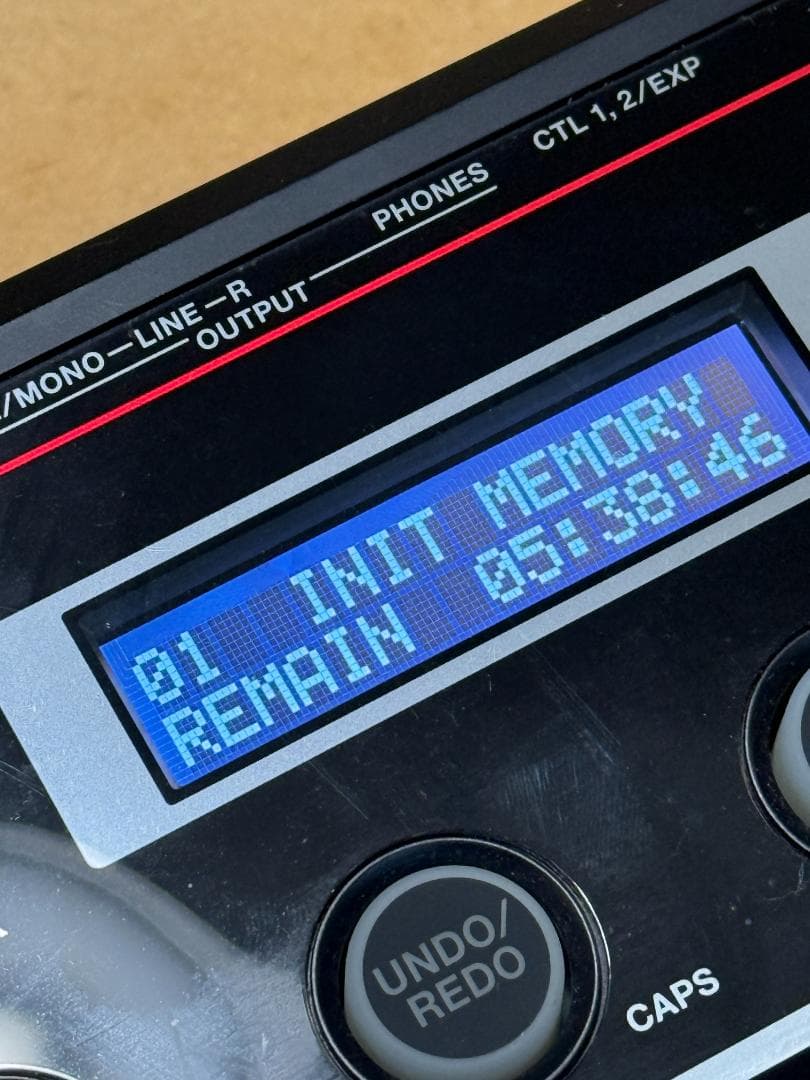 CTL 1, 2/EXP
PHONES
/MONO—LINE—R
OUTPUT
01 INIT MEMORY
REMAIN 05:38:46
UNDO/
REDO
CAPS